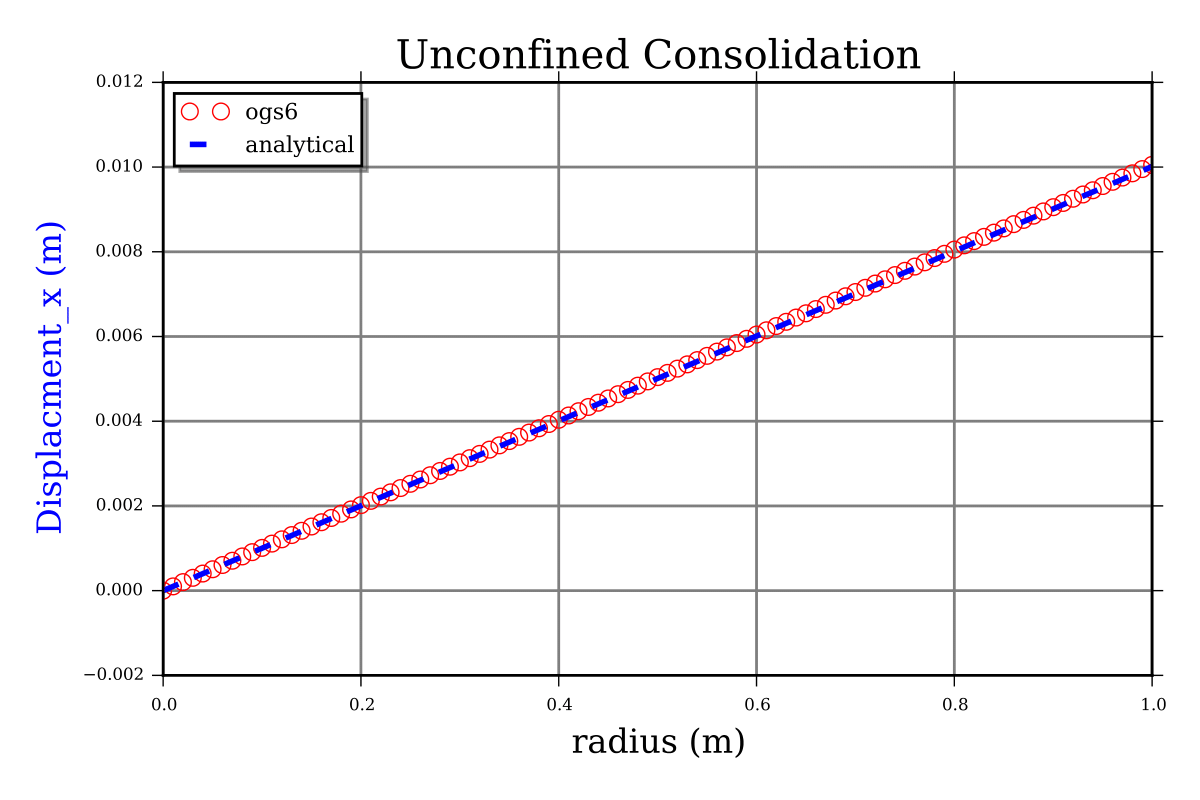 Unconfined Consolidation
0.012
ogs6
analytical
0.010
0.008
0.006
0.004
0.002
0.000
−0.002
Displacment_x (m)
0.0 0.2 0.4 0.6 0.8 1.0
radius (m)